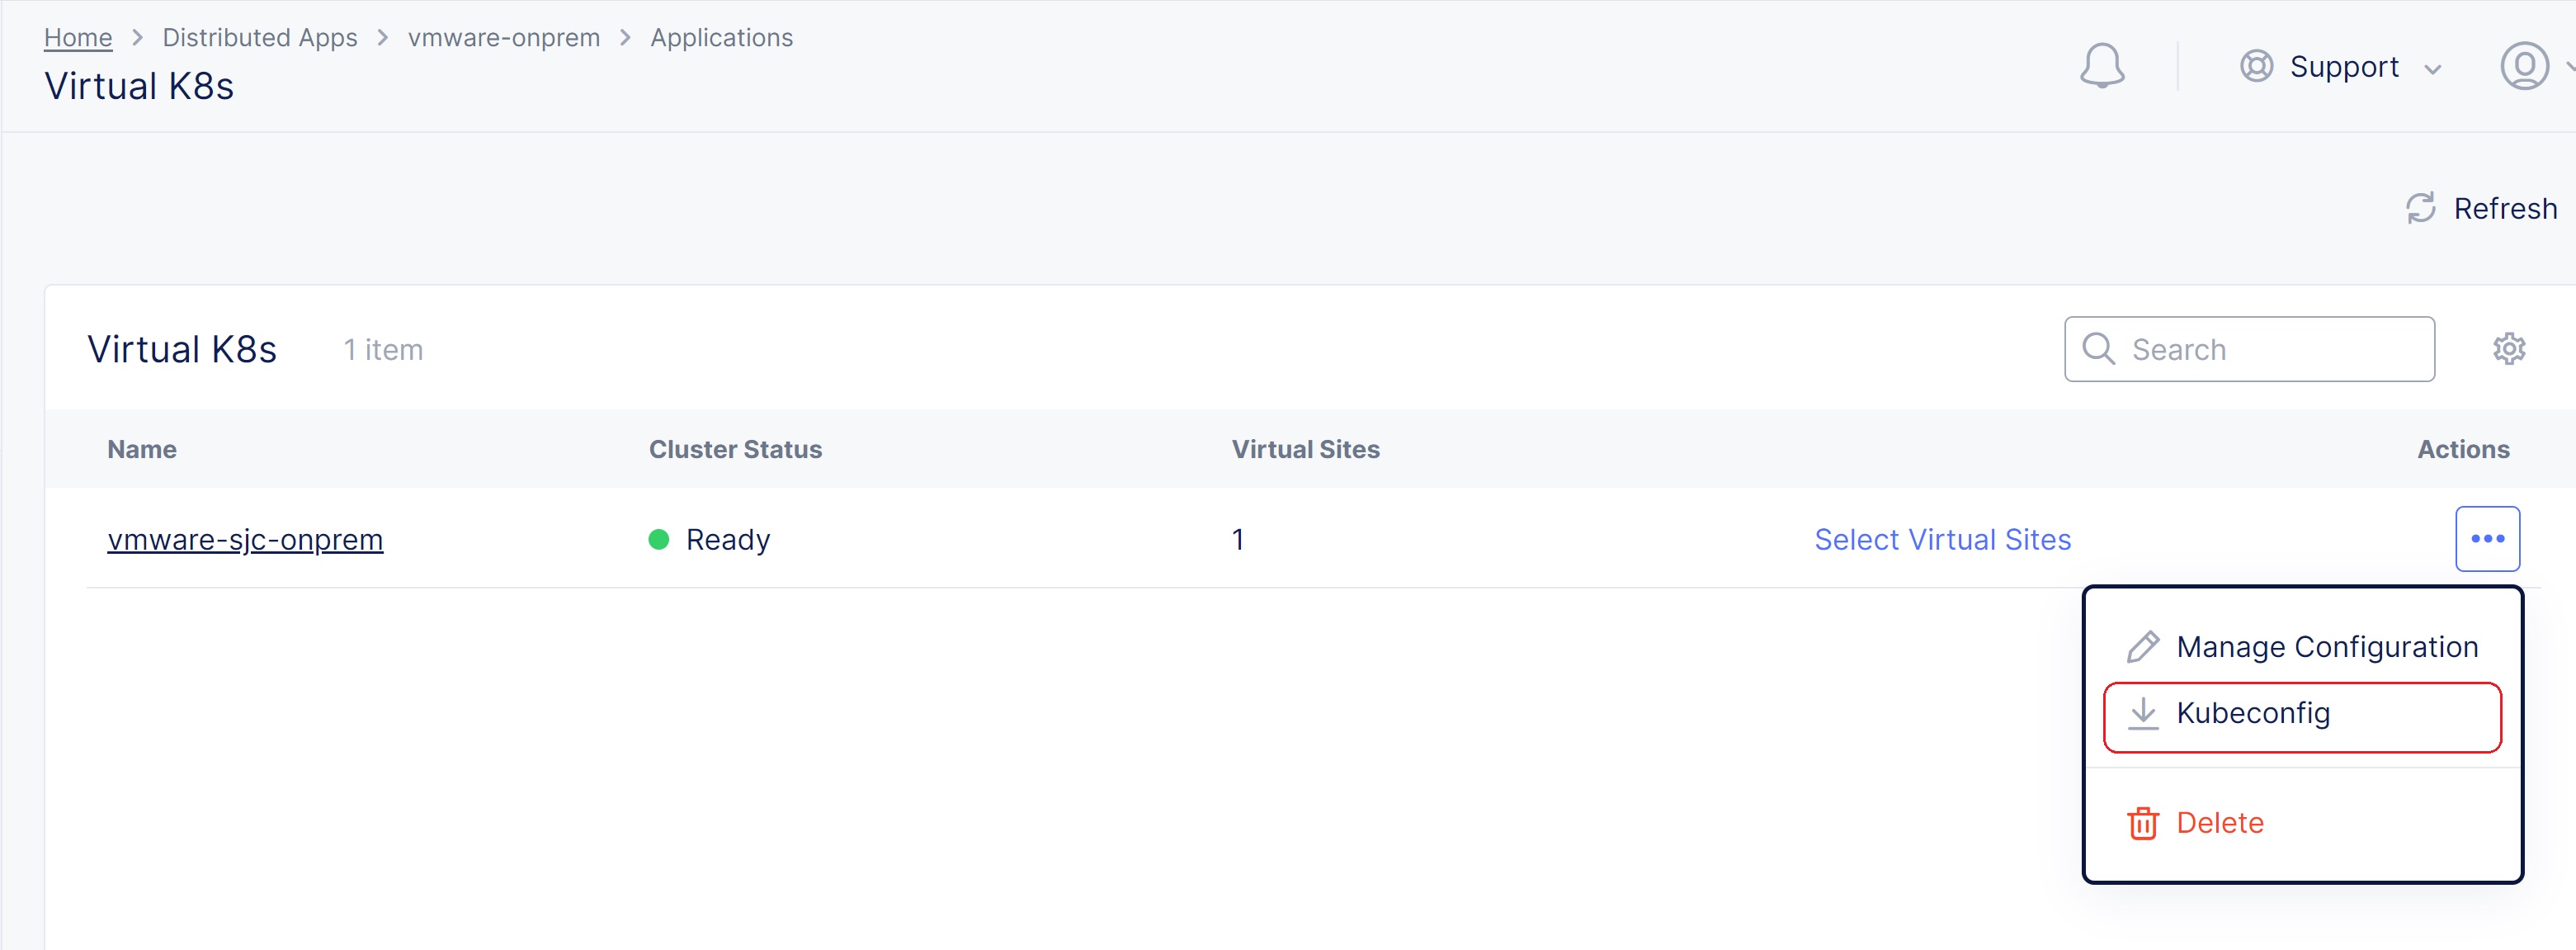 Home > Distributed Apps > vmware-onprem > Applications
Virtual K8s
Support
Refresh
Virtual K8s 1 item
Search
Name Cluster Status Virtual Sites Actions
vmware-sjc-onprem Ready 1 Select Virtual Sites
Manage Configuration
Kubeconfig
Delete